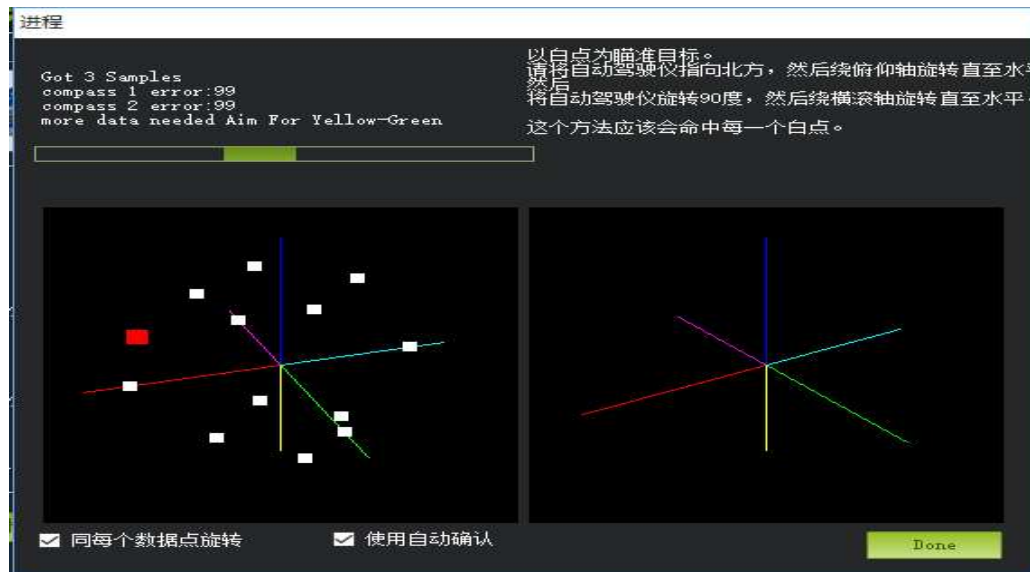 进程
Got 3 Samples
compass 1 error:99
compass 2 error:99
more data needed Aim For Yellow-Green
以白点为瞄准目标。
请将自动驾驶仪指向北方，然后绕俯仰轴旋转直至水平
然后
将自动驾驶仪旋转90度，然后绕横滚轴旋转直至水平。
这个方法应该会命中每一个白点。
同每个数据点旋转
使用自动确认
Done